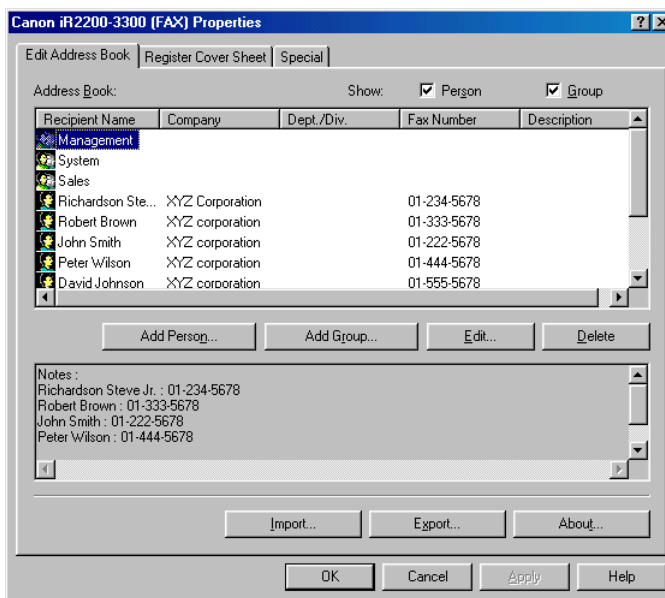 Canon iR2200-3300 (FAX) Properties
Edit Address Book Register Cover Sheet Special
Address Book: Show: Person Group
Recipient Name Company Dept./Div. Fax Number Description
Management
System
Sales
Richardson Ste... XYZ Corporation 01-234-5678
Robert Brown XYZ corporation 01-333-5678
John Smith XYZ corporation 01-222-5678
Peter Wilson XYZ corporation 01-444-5678
David Johnson XYZ corporation 01-555-5678
Add Person... Add Group... Edit... Delete
Notes :
Richardson Steve Jr. : 01-234-5678
Robert Brown : 01-333-5678
John Smith : 01-222-5678
Peter Wilson : 01-444-5678
Import... Export... About...
OK Cancel Apply Help